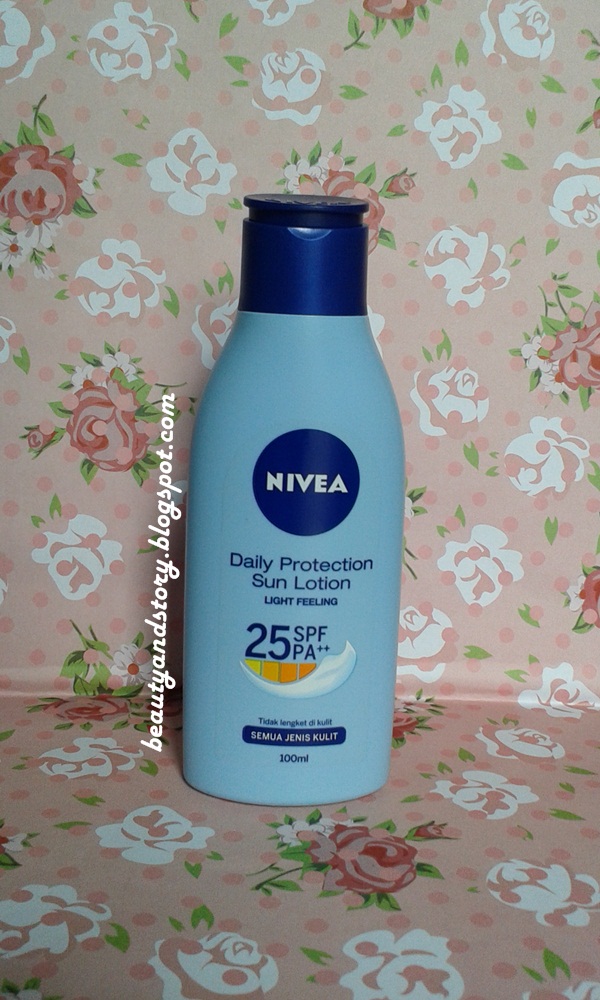 NIVEA
Daily Protection
Sun Lotion
LIGHT FEELING
25 SPF
PA++
Tidak lengket di kulit
SEMUA JENIS KULIT
100ml
beautyandstory.blogspot.com